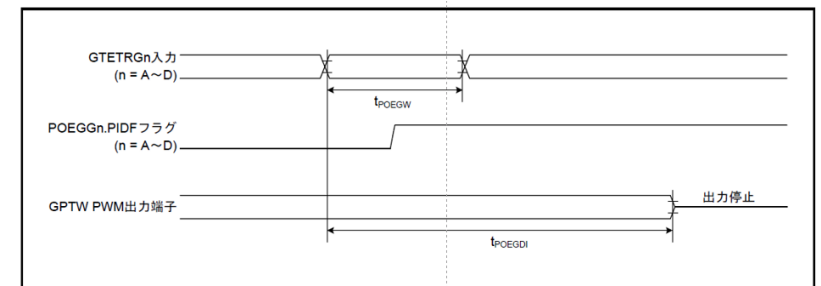 GTETRGn入力
(n = A～D)
tPOEGW
POEGGn.PIDFフラグ
(n = A～D)
GPTW PWM出力端子
出力停止
tPOEGDI